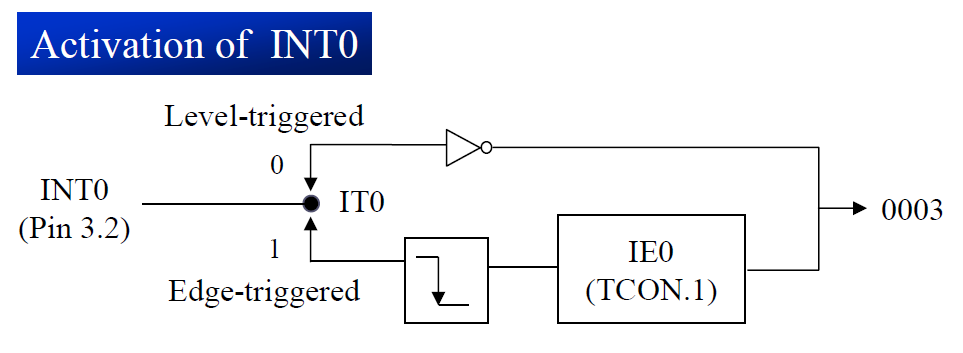 Activation of INT0
Level-triggered
0
INT0
(Pin 3.2)
IT0
0003
1
Edge-triggered
IE0
(TCON.1)